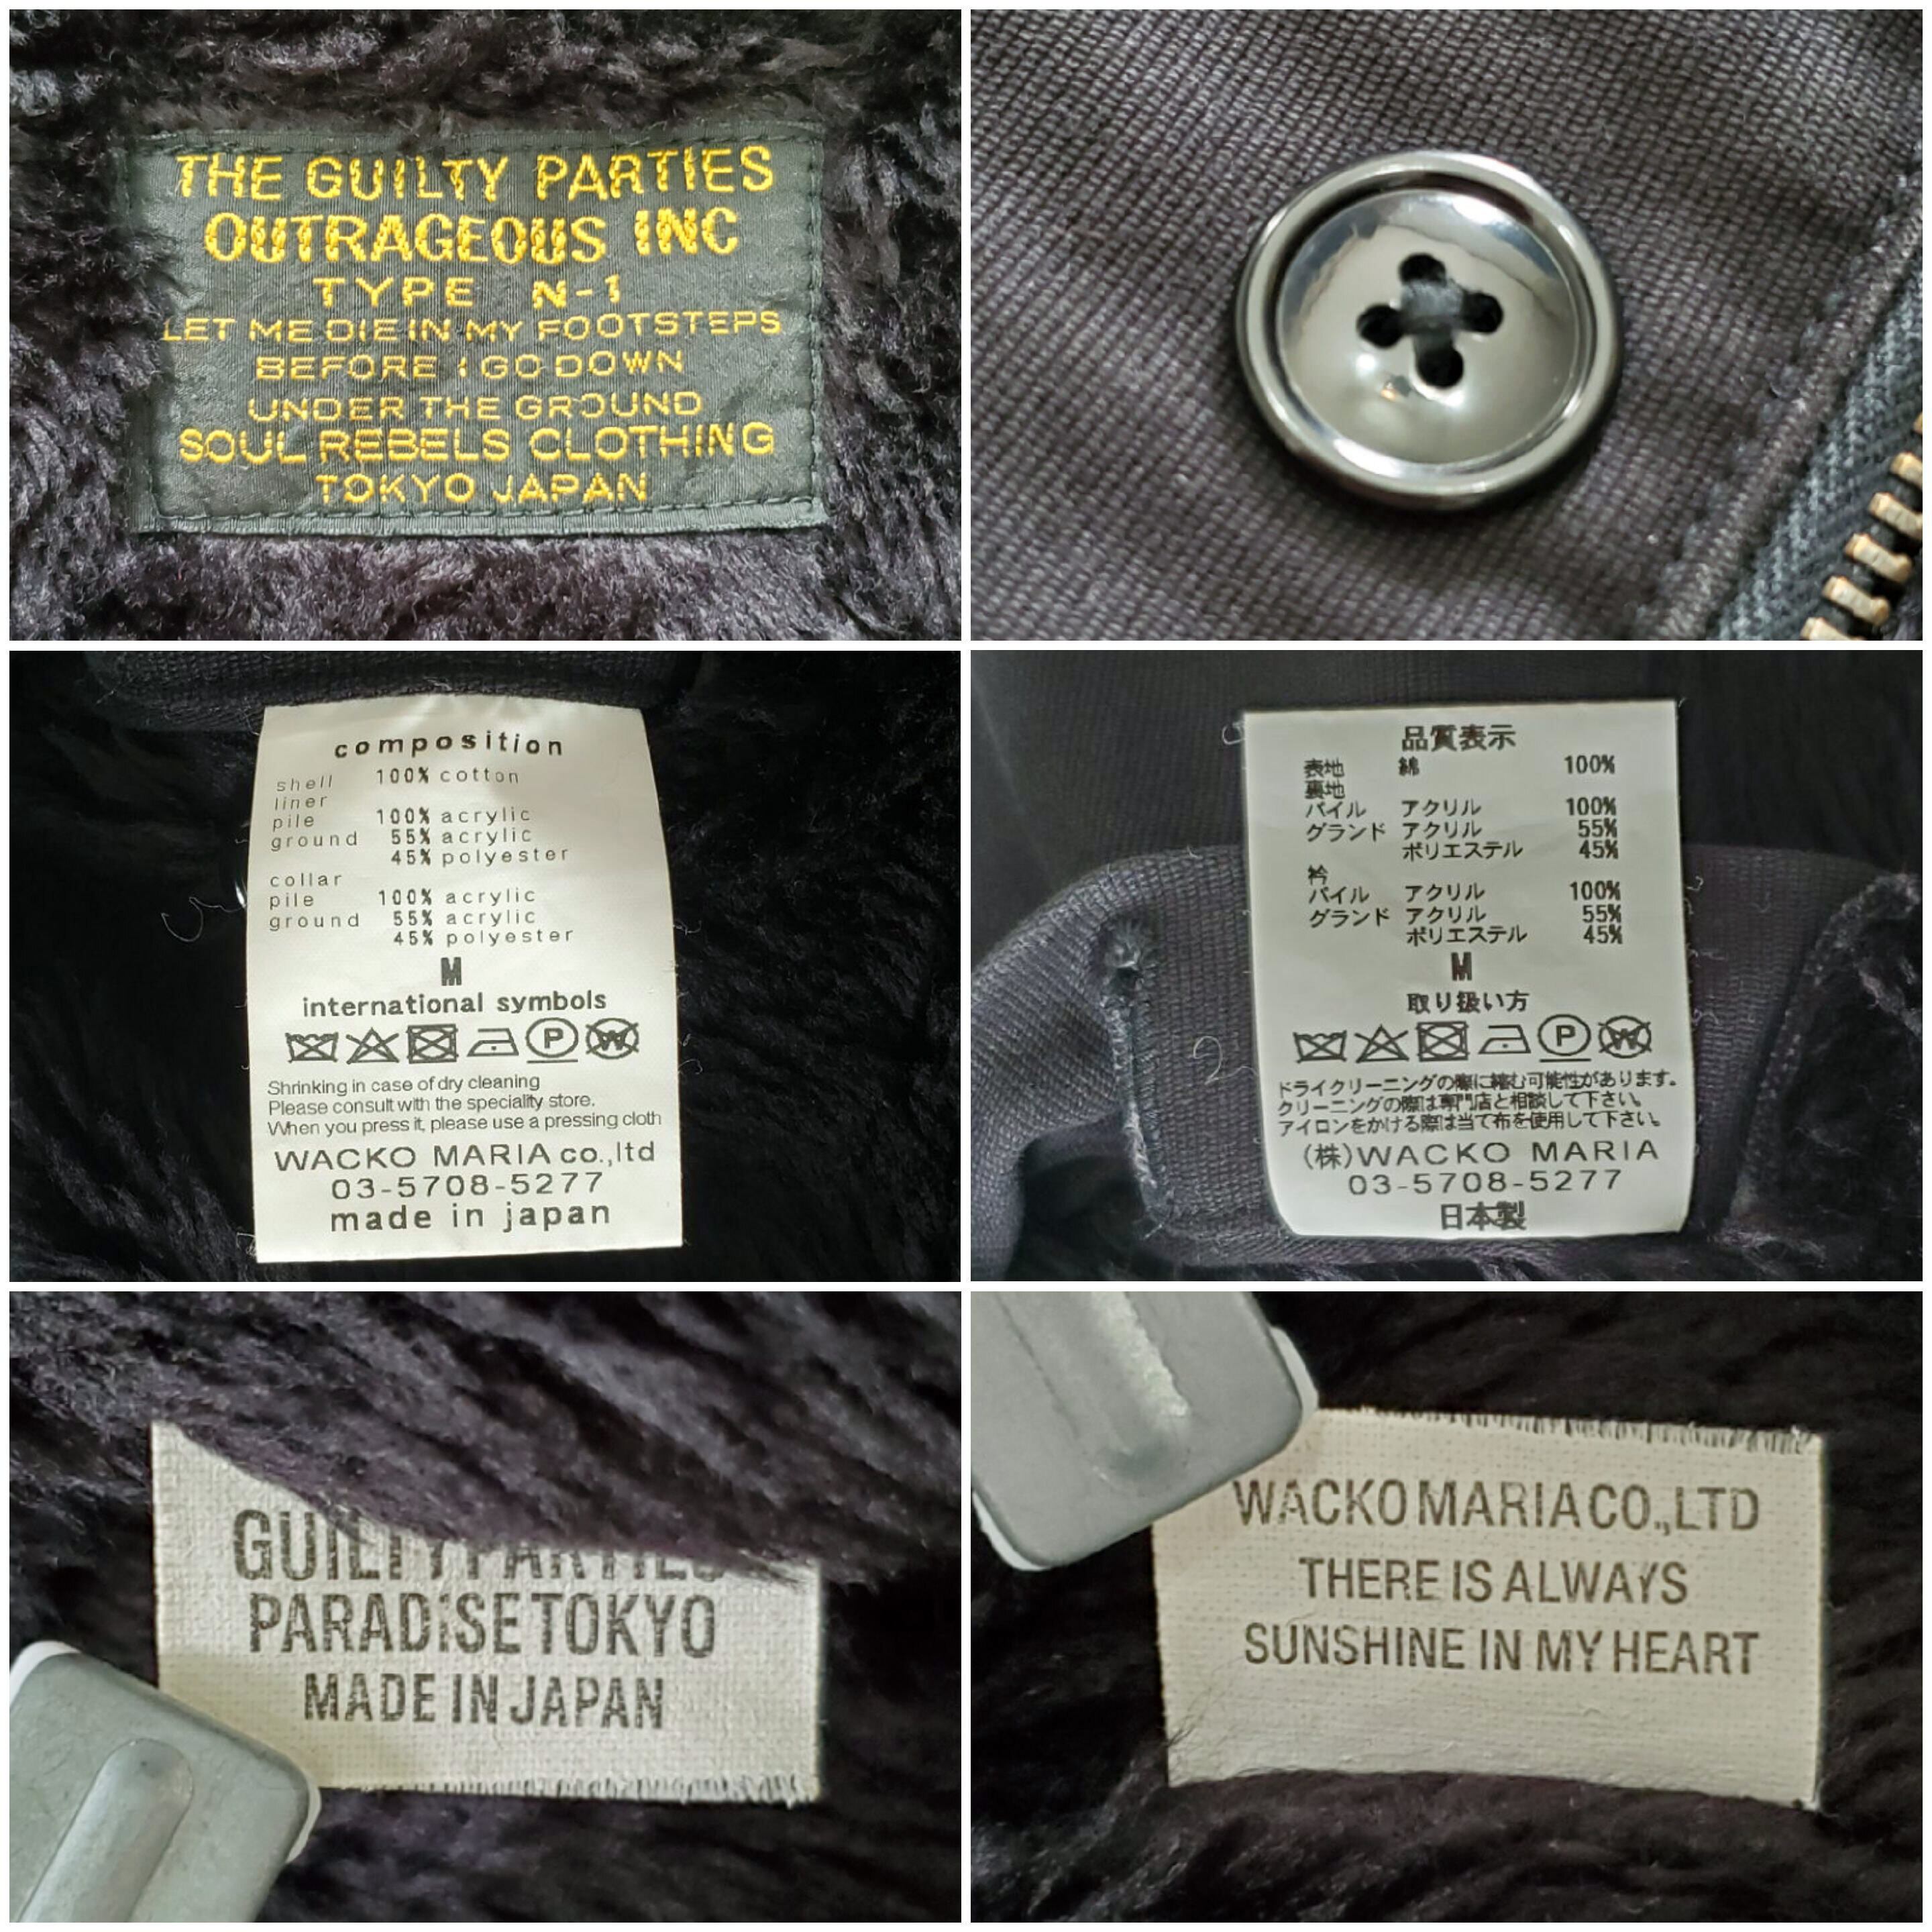 THE GUILTY PARTIES
OUTRAGEOUS INC
TYPE N-1
LET ME DIE IN MY FOOTSTEPS
BEFORE I GO DOWN
UNDER THE GROUND
SOUL REBELS CLOTHING
TOKYO JAPAN
composition
shell 100% cotton
liner
pile 100% acrylic
ground 55% acrylic
45% polyester
collar
pile 100% acrylic
ground 55% acrylic
45% polyester
M
international symbols
P W
Shrinking in case of dry cleaning
Please consult with the speciality store.
When you press it, please use a pressing cloth
WACKO MARIA co.,ltd
03-5708-5277
made in japan
品質表示
表地 綿 100%
裏地
パイル アクリル 100%
グランド アクリル 55%
ポリエステル 45%
衿
パイル アクリル 100%
グランド アクリル 55%
ポリエステル 45%
M
取り扱い方
P W
ドライクリーニングの際に縮む可能性があります。
クリーニングの際は専門店と相談して下さい。
アイロンをかける際は当て布を使用して下さい。
(株)WACKO MARIA
03-5708-5277
日本製
GUILTY PARTIES
PARADISE TOKYO
MADE IN JAPAN
WACKO MARIA CO.,LTD
THERE IS ALWAYS
SUNSHINE IN MY HEART